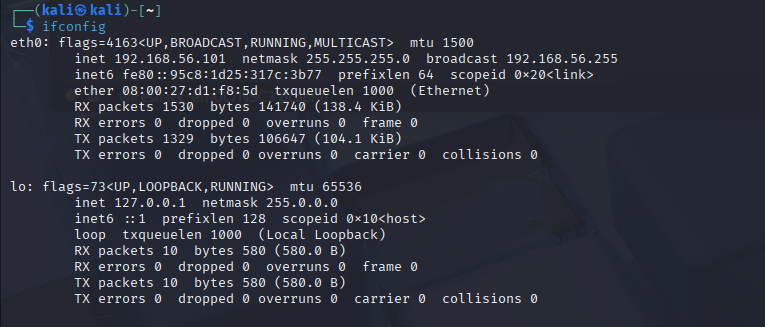 ┌──(kali㉿kali)-[~]
└─$ ifconfig
eth0: flags=4163<UP,BROADCAST,RUNNING,MULTICAST>  mtu 1500
        inet 192.168.56.101  netmask 255.255.255.0  broadcast 192.168.56.255
        inet6 fe80::95c8:1d25:317c:3b77  prefixlen 64  scopeid 0×20<link>
        ether 08:00:27:d1:f8:5d  txqueuelen 1000  (Ethernet)
        RX packets 1530  bytes 141740 (138.4 KiB)
        RX errors 0  dropped 0  overruns 0  frame 0
        TX packets 1329  bytes 106647 (104.1 KiB)
        TX errors 0  dropped 0 overruns 0  carrier 0  collisions 0

lo: flags=73<UP,LOOPBACK,RUNNING>  mtu 65536
        inet 127.0.0.1  netmask 255.0.0.0
        inet6 ::1  prefixlen 128  scopeid 0×10<host>
        loop  txqueuelen 1000  (Local Loopback)
        RX packets 10  bytes 580 (580.0 B)
        RX errors 0  dropped 0  overruns 0  frame 0
        TX packets 10  bytes 580 (580.0 B)
        TX errors 0  dropped 0 overruns 0  carrier 0  collisions 0